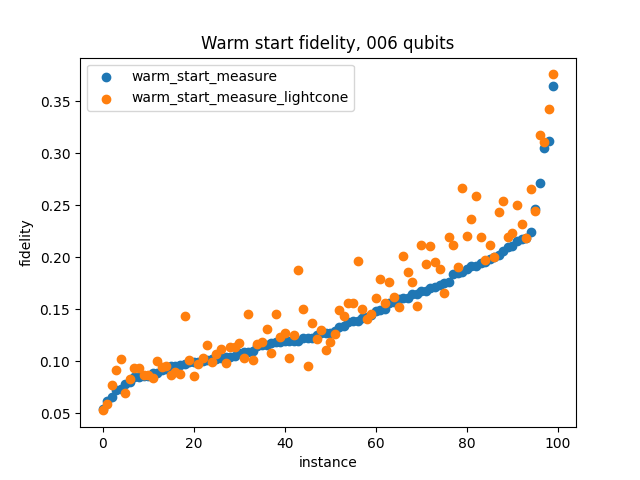 Warm start fidelity, 006 qubits
warm_start_measure
warm_start_measure_lightcone
fidelity
0.35
0.30
0.25
0.20
0.15
0.10
0.05
0
20
40
60
80
100
instance